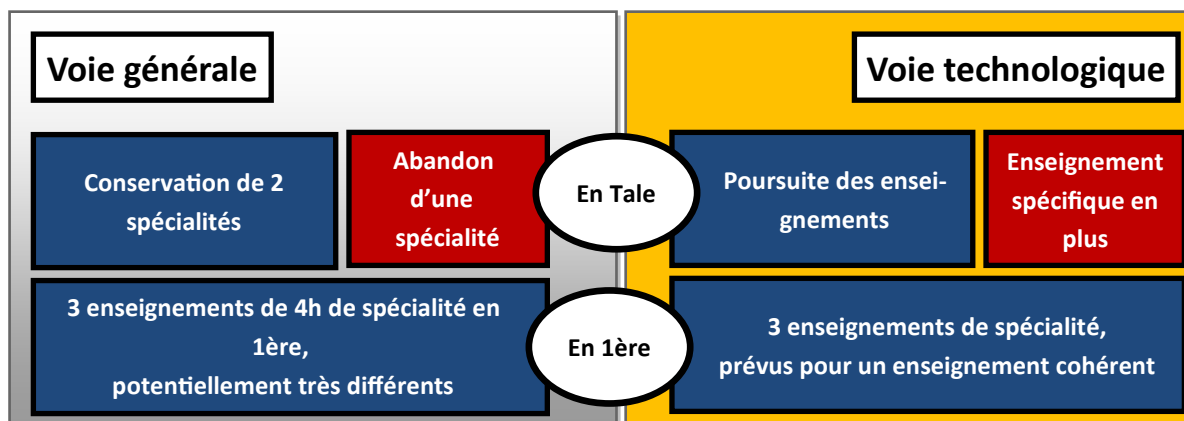 Voie générale
Voie technologique
Conservation de 2
spécialités
Abandon
d’une
spécialité
En Tale
Poursuite des ensei-
gnements
Enseignement
spécifique en
plus
3 enseignements de 4h de spécialité en
1ère,
potentiellement très différents
En 1ère
3 enseignements de spécialité,
prévus pour un enseignement cohérent